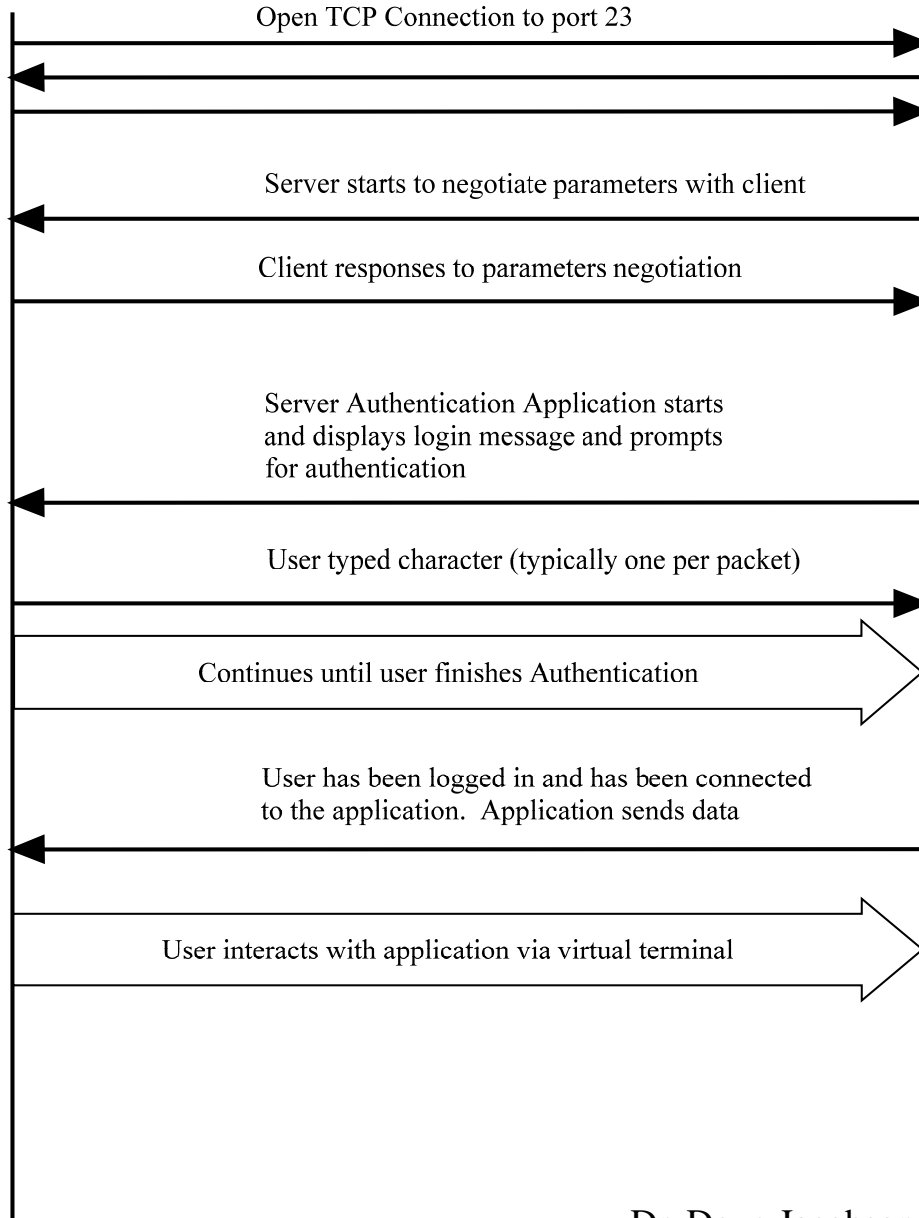 Open TCP Connection to port 23
Server starts to negotiate parameters with client
Client responses to parameters negotiation
Server Authentication Application starts
and displays login message and prompts
for authentication
User typed character (typically one per packet)
Continues until user finishes Authentication
User has been logged in and has been connected
to the application. Application sends data
User interacts with application via virtual terminal